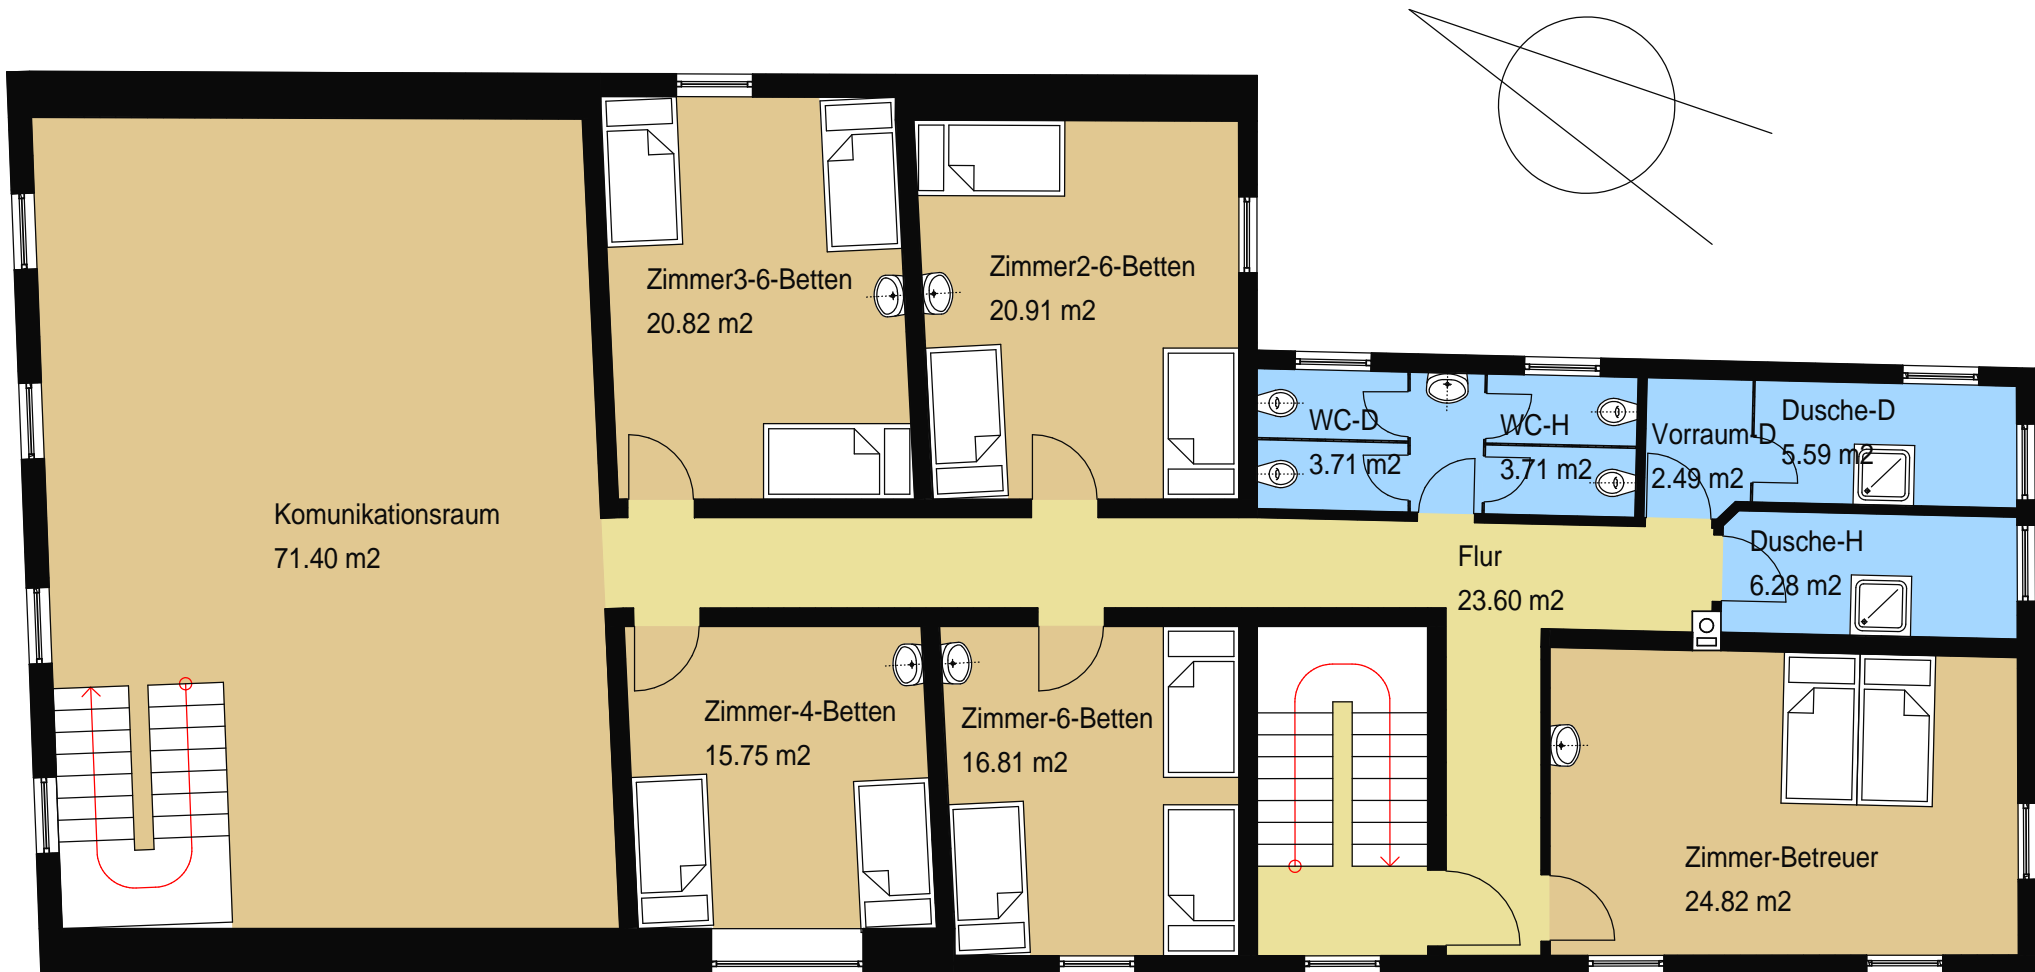 Zimmer3-6-Betten
20.82 m2
Zimmer2-6-Betten
20.91 m2
WC-D
3.71 m2
WC-H
3.71 m2
Vorraum-D
2.49 m2
Dusche-D
5.59 m2
Komunikationsraum
71.40 m2
Flur
23.60 m2
Dusche-H
6.28 m2
Zimmer-4-Betten
15.75 m2
Zimmer-6-Betten
16.81 m2
Zimmer-Betreuer
24.82 m2